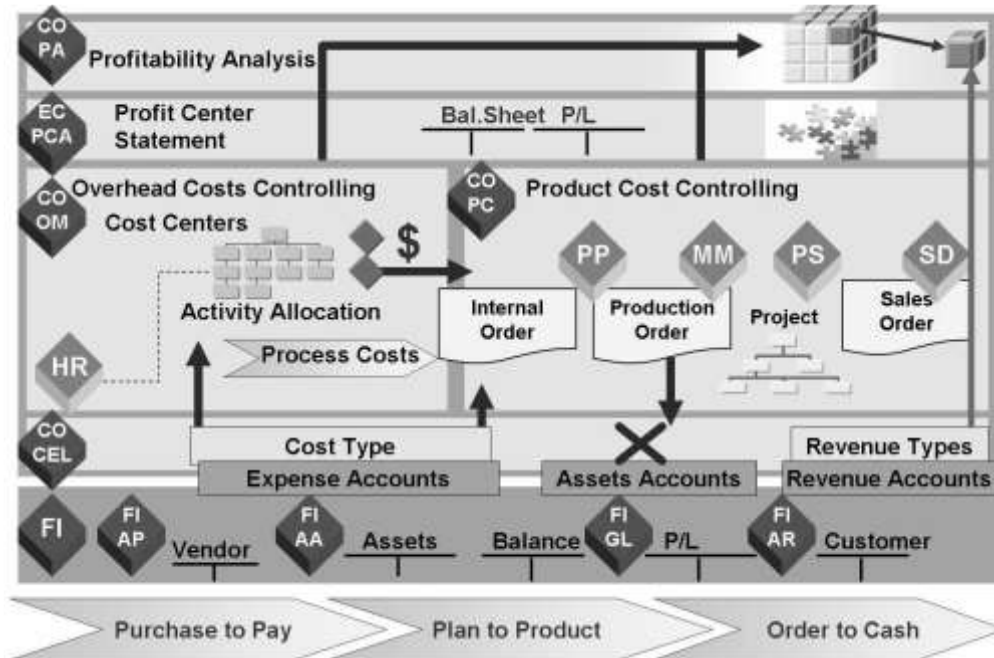 CO
PA
Profitability Analysis
EC
PCA
Profit Center
Statement
Bal.Sheet P/L
CO
OM
Overhead Costs Controlling
Cost Centers
CO
PC
Product Cost Controlling
$
PP
MM
PS
SD
Activity Allocation
Internal
Order
Production
Order
Project
Sales
Order
Process Costs
HR
CO
CEL
Cost Type
Revenue Types
Expense Accounts
Assets Accounts
Revenue Accounts
FI
FI
AP
Vendor
FI
AA
Assets
Balance
FI
GL
P/L
FI
AR
Customer
Purchase to Pay
Plan to Product
Order to Cash